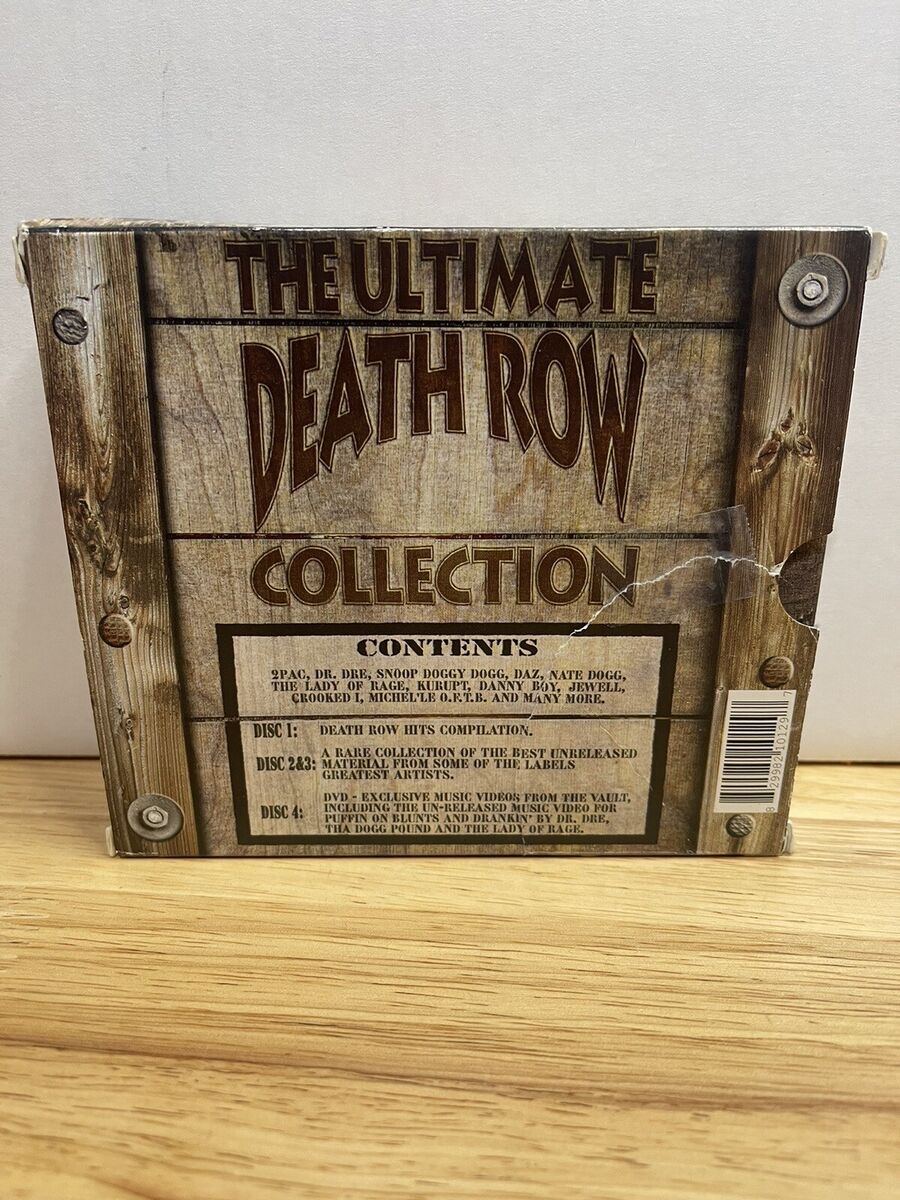 THE ULTIMATE
DEATH ROW
COLLECTION
CONTENTS
2PAC, DR. DRE, SNOOP DOGGY DOGG, DAZ, NATE DOGG,
THE LADY OF RAGE, KURUPT, DANNY BOY, JEWELL,
CROOKED I, MICHEL'LE O.F.T.B. AND MANY MORE.
DISC 1: DEATH ROW HITS COMPILATION.
DISC 2&3: A RARE COLLECTION OF THE BEST UNRELEASED
MATERIAL FROM SOME OF THE LABELS
GREATEST ARTISTS.
DISC 4: DVD - EXCLUSIVE MUSIC VIDEOS FROM THE VAULT,
INCLUDING THE UN-RELEASED MUSIC VIDEO FOR
PUFFIN ON BLUNTS AND DRANKIN' BY DR. DRE,
THA DOGG POUND AND THE LADY OF RAGE.
8 29982 10129 7